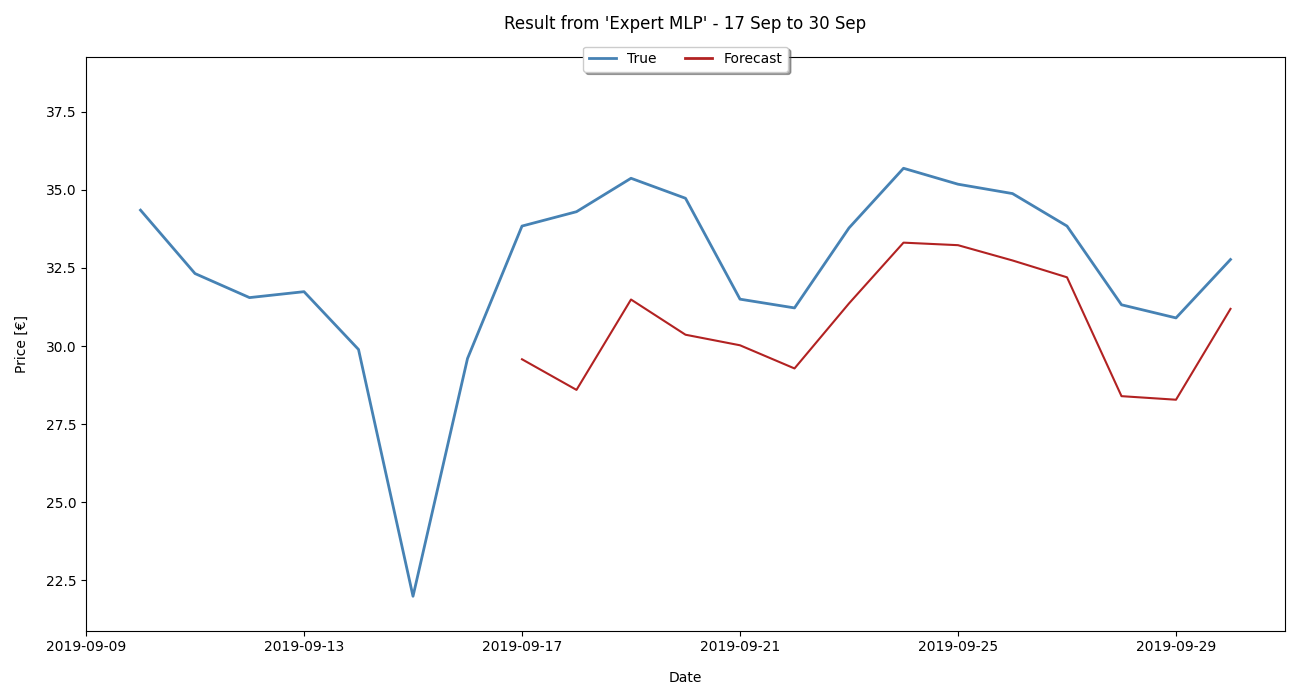 Result from 'Expert MLP' - 17 Sep to 30 Sep
True Forecast
37.5
35.0
32.5
30.0
27.5
25.0
22.5
Price [€]
2019-09-09 2019-09-13 2019-09-17 2019-09-21 2019-09-25 2019-09-29
Date